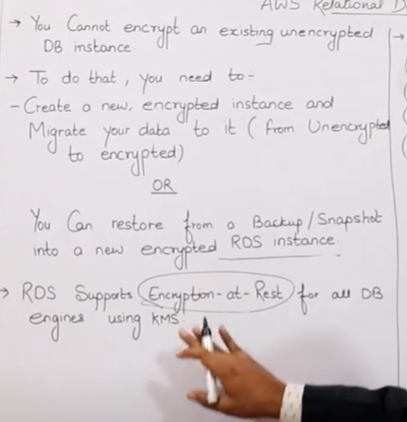 AWS Relational D
→ You Cannot encrypt an existing unencrypted
DB instance
→ To do that, you need to -
- Create a new, encrypted instance and
Migrate your data to it ( from Unencrypted
to encrypted)
OR
You Can restore from a Backup/Snapshot
into a new encrypted RDS instance.
→ RDS Supports Encryption-at-Rest for all DB
engines using KMS.